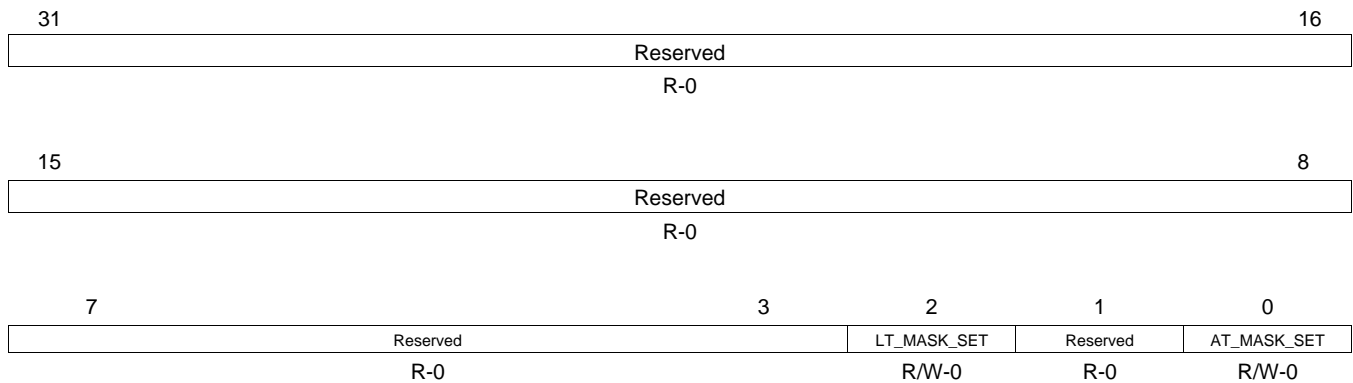 31 16
Reserved
R-0
15 8
Reserved
R-0
7 3 2 1 0
Reserved LT_MASK_SET Reserved AT_MASK_SET
R-0 R/W-0 R-0 R/W-0